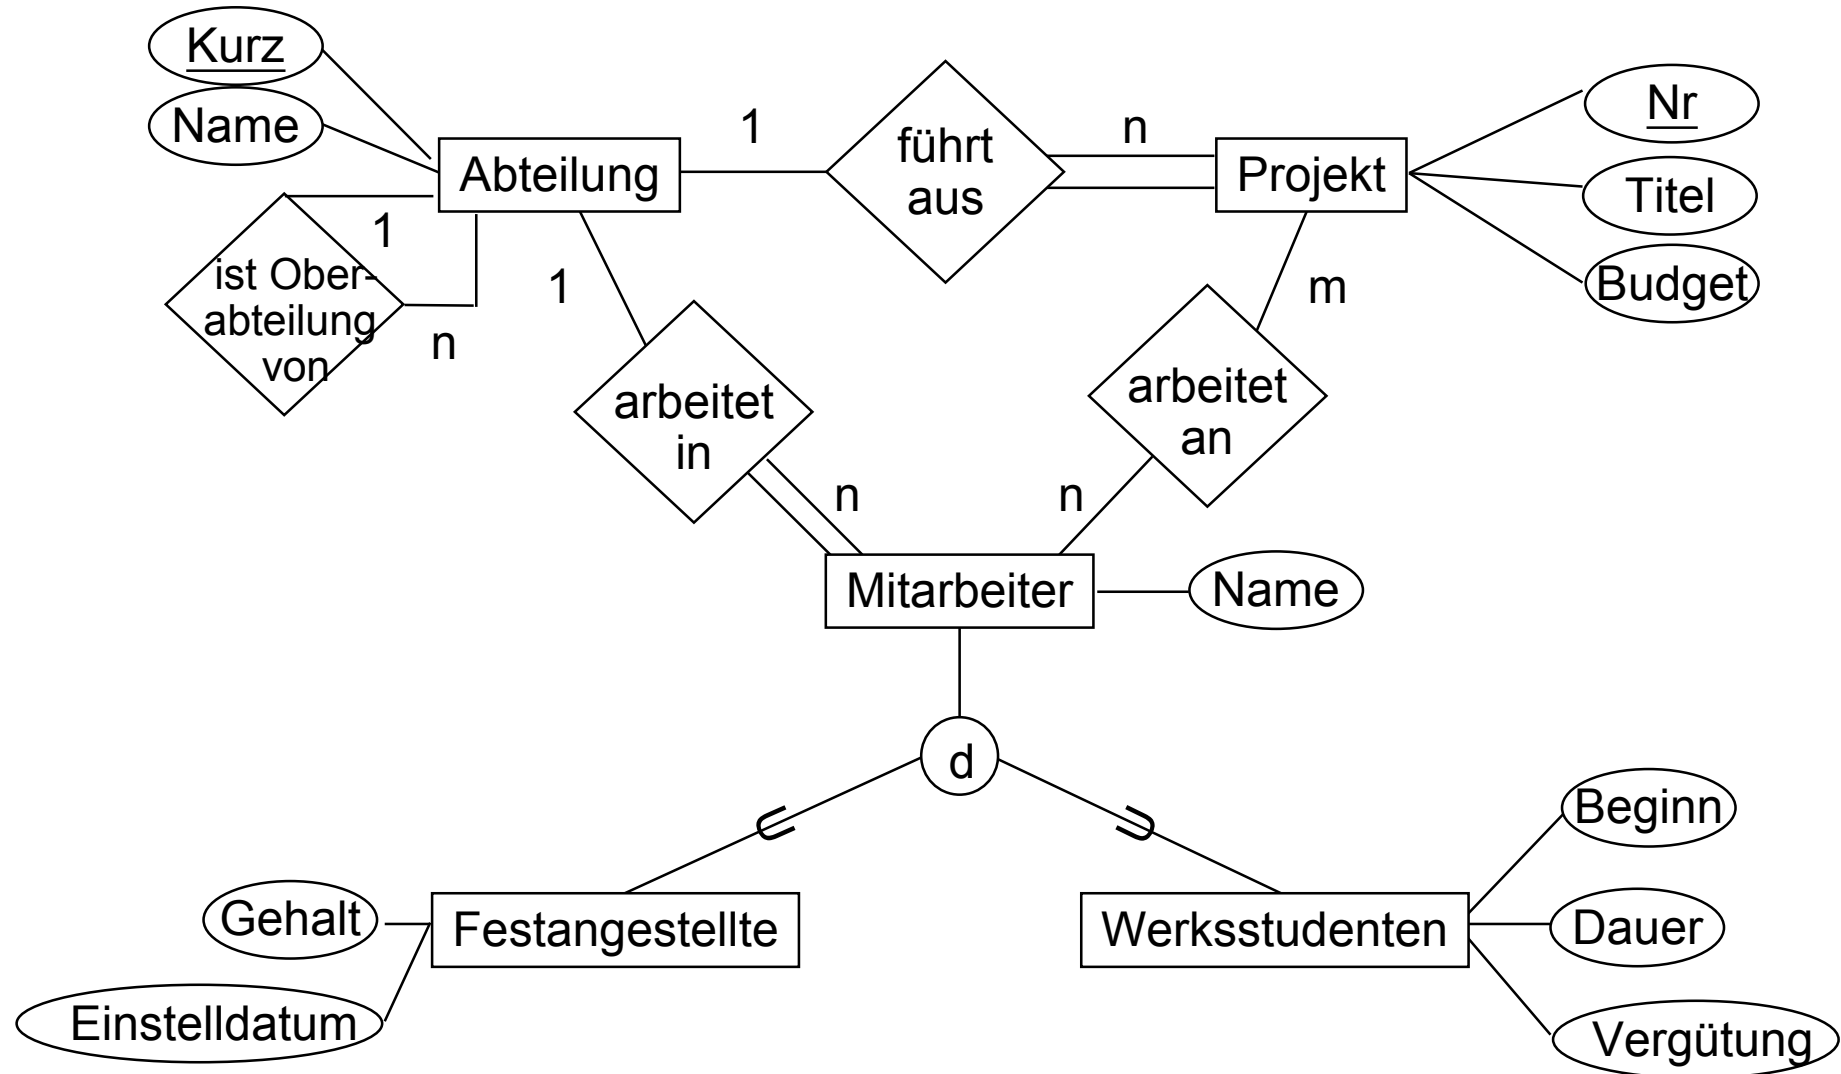 Kurz
Name
Abteilung
1
führt
aus
n
Projekt
Nr
Titel
Budget
1
ist Ober-
abteilung
von
n
1
arbeitet
in
n
m
arbeitet
an
n
Mitarbeiter
Name
d
Gehalt
Einstelldatum
Festangestellte
Werksstudenten
Beginn
Dauer
Vergütung